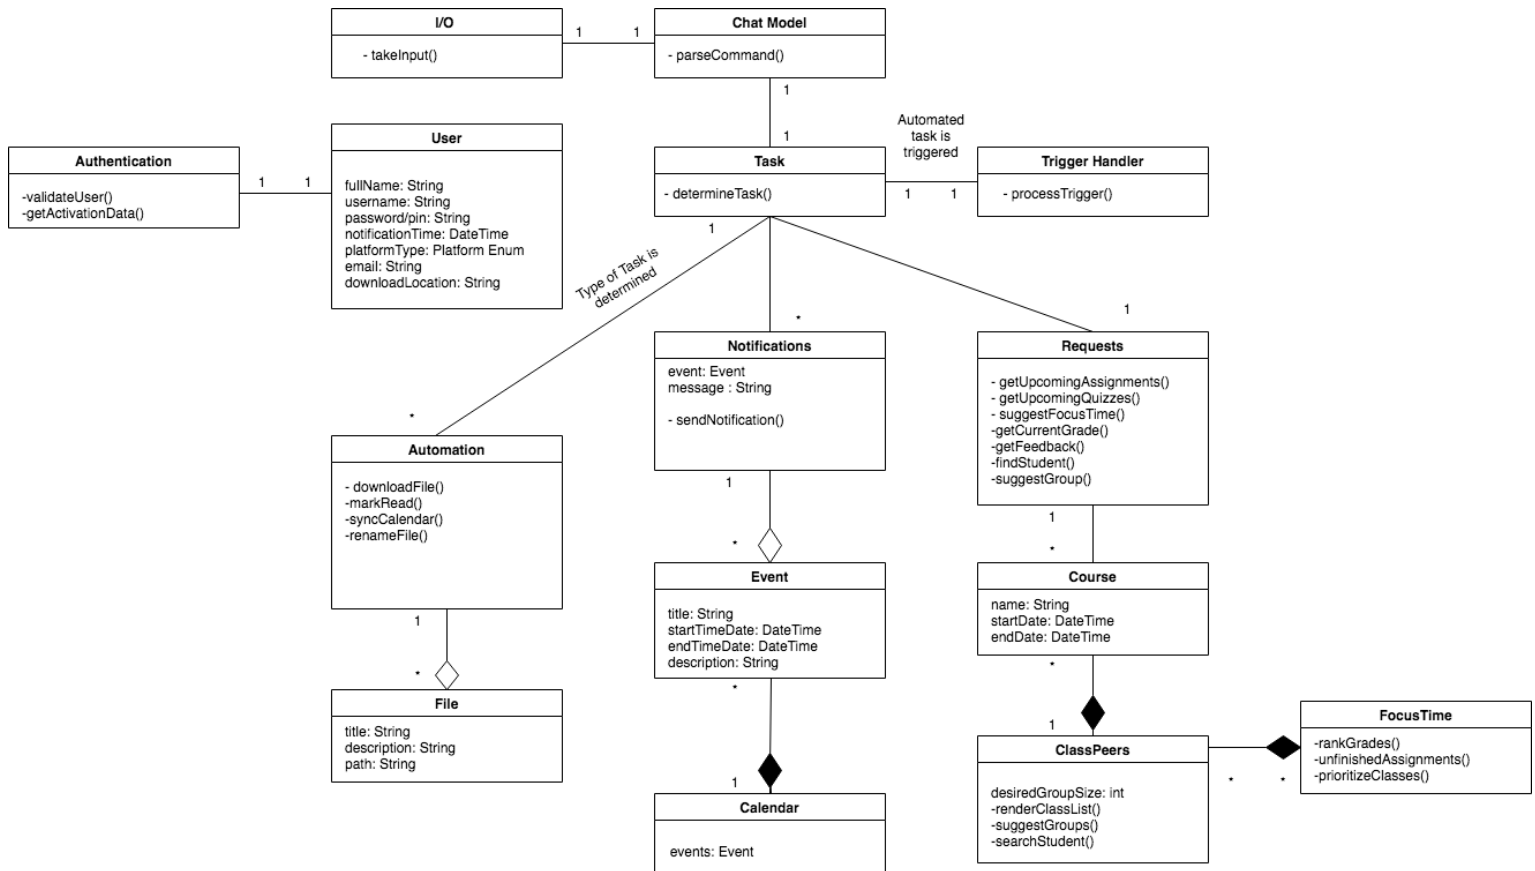 I/O
- takeInput()
1
1
Chat Model
- parseCommand()
1
1
Authentication
-validateUser()
-getActivationData()
1
1
User
fullName: String
username: String
password/pin: String
notificationTime: DateTime
platformType: Platform Enum
email: String
downloadLocation: String
Task
- determineTask()
Automated
task is
triggered
1
1
Trigger Handler
- processTrigger()
1
Type of Task is
determined
*
*
1
Automation
- downloadFile()
-markRead()
-syncCalendar()
-renameFile()
1
*
File
title: String
description: String
path: String
Notifications
event: Event
message : String
- sendNotification()
1
*
Event
title: String
startTimeDate: DateTime
endTimeDate: DateTime
description: String
*
1
Calendar
events: Event
Requests
- getUpcomingAssignments()
- getUpcomingQuizzes()
- suggestFocusTime()
-getCurrentGrade()
-getFeedback()
-findStudent()
-suggestGroup()
1
*
Course
name: String
startDate: DateTime
endDate: DateTime
*
1
ClassPeers
desiredGroupSize: int
-renderClassList()
-suggestGroups()
-searchStudent()
*
*
FocusTime
-rankGrades()
-unfinishedAssignments()
-prioritizeClasses()